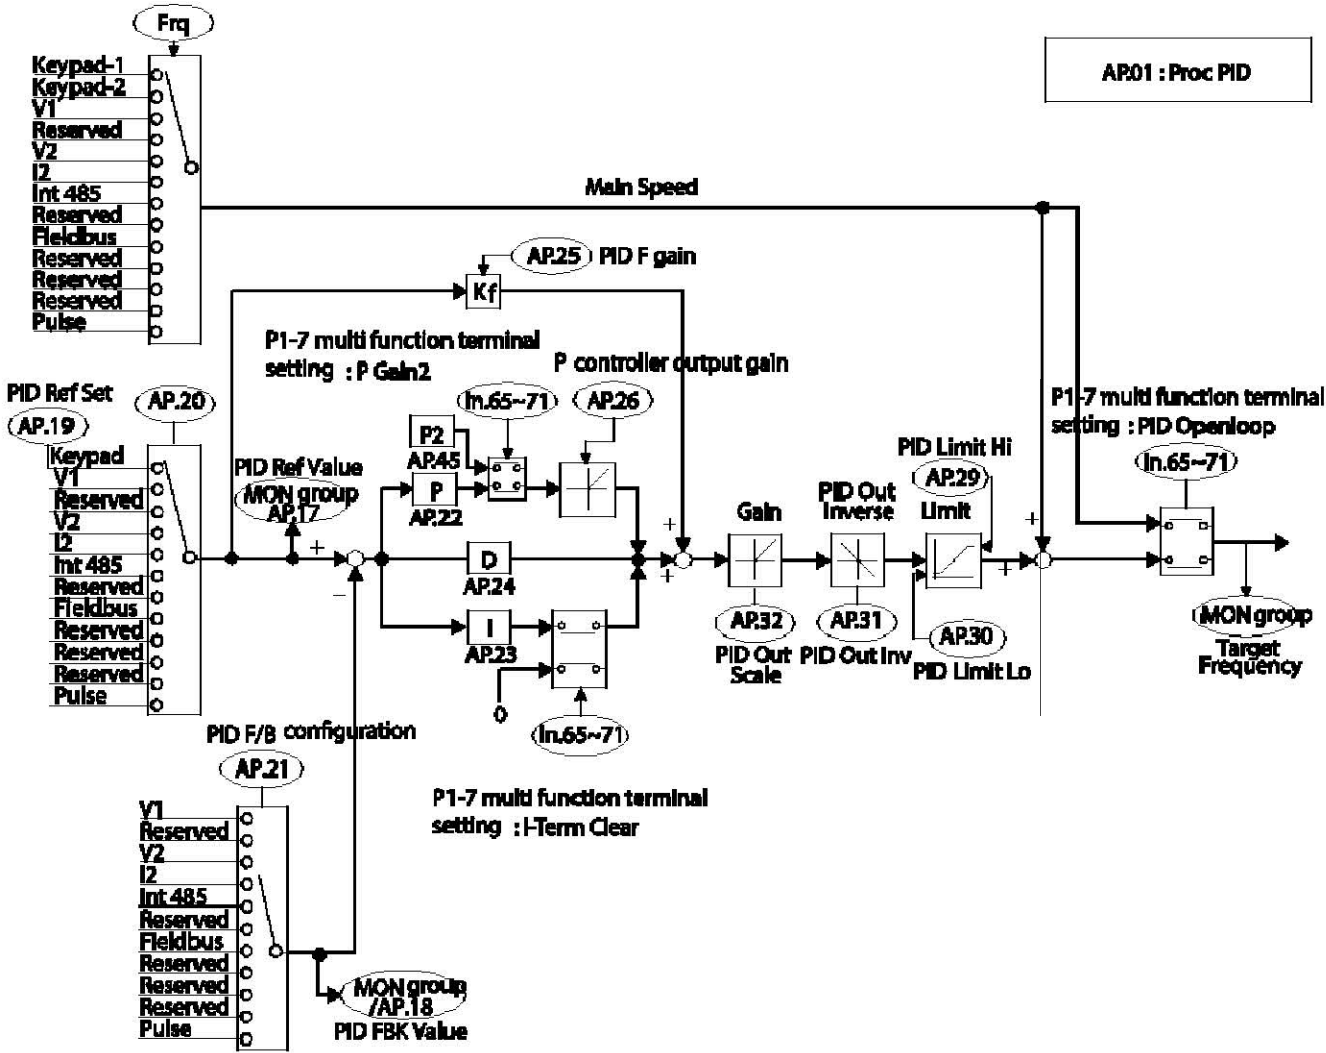 Frq
AP.01 : Proc PID
Keypad-1
Keypad-2
V1
Reserved
V2
I2
Int 485
Reserved
Fieldbus
Reserved
Reserved
Reserved
Pulse
Main Speed
AP.25
PID F gain
Kf
P1-7 multi function terminal
setting : P Gain2
P controller output gain
In.65~71
AP.26
PID Ref Set
AP.19
AP.20
Keypad
V1
Reserved
V2
I2
Int 485
Reserved
Fieldbus
Reserved
Reserved
Reserved
Pulse
PID Ref Value
MON group
AP.17
+
−
P2
AP.45
P
AP.22
D
AP.24
I
AP.23
0
In.65~71
P1-7 multi function terminal
setting : I-Term Clear
+
+
Gain
AP.32
PID Out
Scale
PID Out
Inverse
AP.31
PID Out Inv
PID Limit Hi
AP.29
Limit
AP.30
PID Limit Lo
+
+
P1-7 multi function terminal
setting : PID Openloop
In.65~71
MON group
Target
Frequency
PID F/B configuration
AP.21
V1
Reserved
V2
I2
Int 485
Reserved
Fieldbus
Reserved
Reserved
Reserved
Pulse
MON group
/AP.18
PID FBK Value